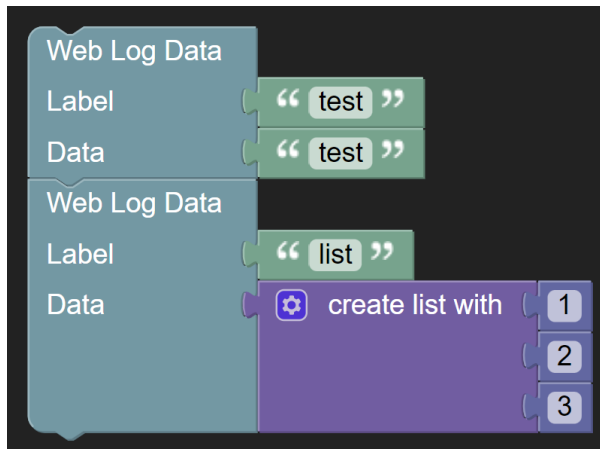 Web Log Data
Label “ test ”
Data “ test ”
Web Log Data
Label “ list ”
Data create list with 1
2
3